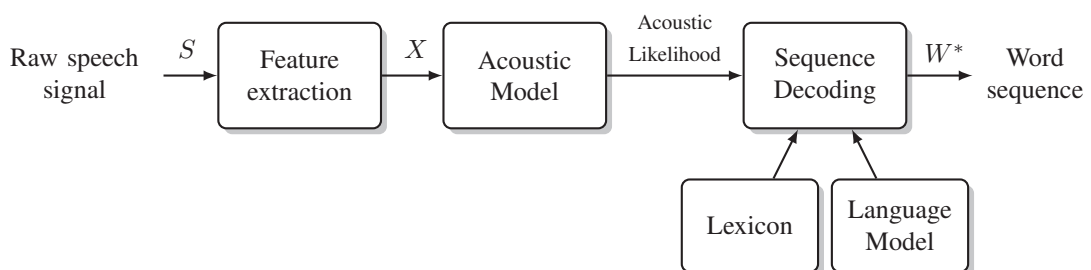 Raw speech
signal
S
Feature
extraction
X
Acoustic
Model
Acoustic
Likelihood
Sequence
Decoding
W*
Word
sequence
Lexicon
Language
Model